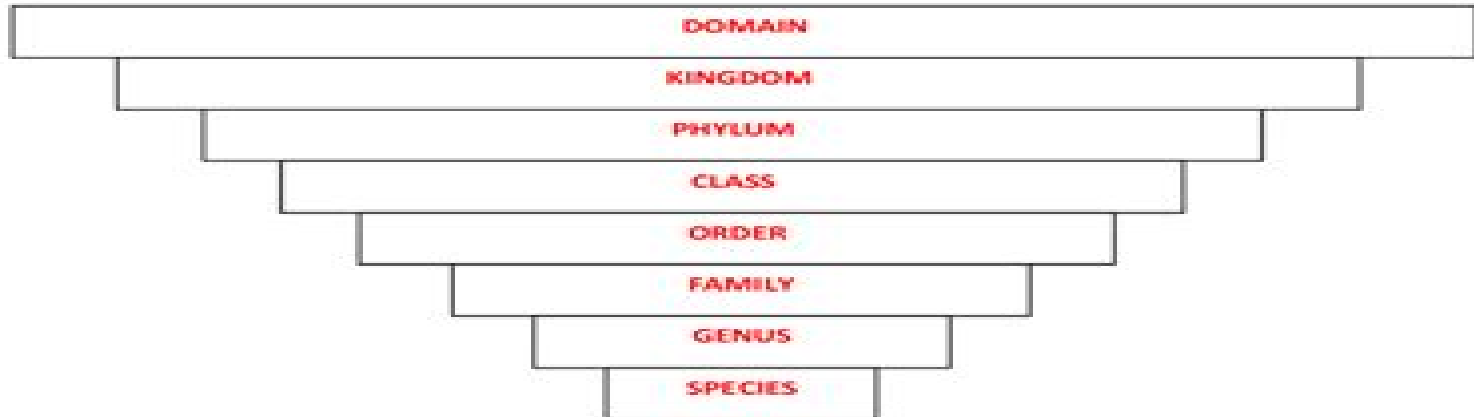 DOMAIN
KINGDOM
PHYLUM
CLASS
ORDER
FAMILY
GENUS
SPECIES